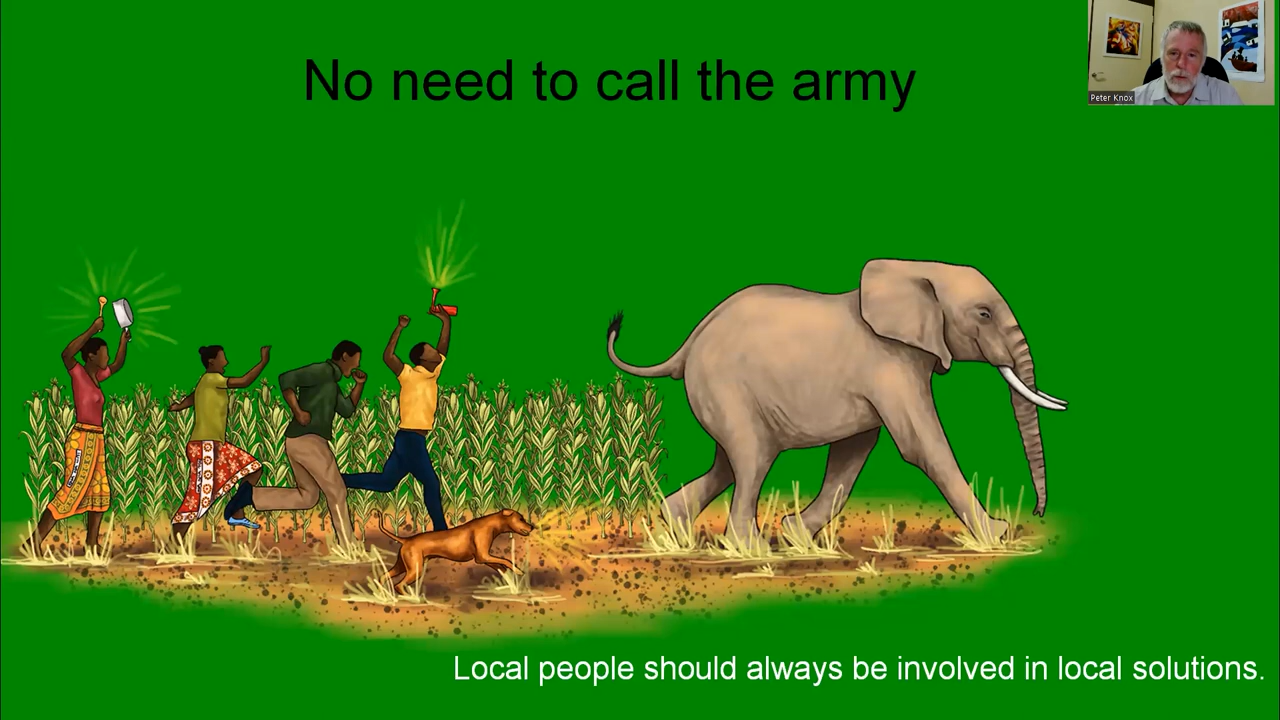 No need to call the army
Peter Knox
Local people should always be involved in local solutions.